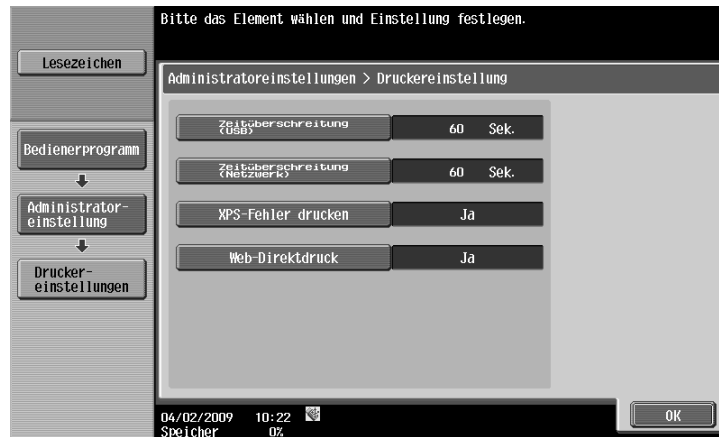 Bitte das Element wählen und Einstellung festlegen.
Lesezeichen
Administratoreinstellungen > Druckereinstellung
Zeitüberschreitung
(USB)
60 Sek.
Bedienerprogramm
Zeitüberschreitung
(Netzwerk)
60 Sek.
Administrator-
einstellung
XPS-Fehler drucken
Ja
Web-Direktdruck
Ja
Drucker-
einstellungen
04/02/2009 10:22
Speicher 0%
OK